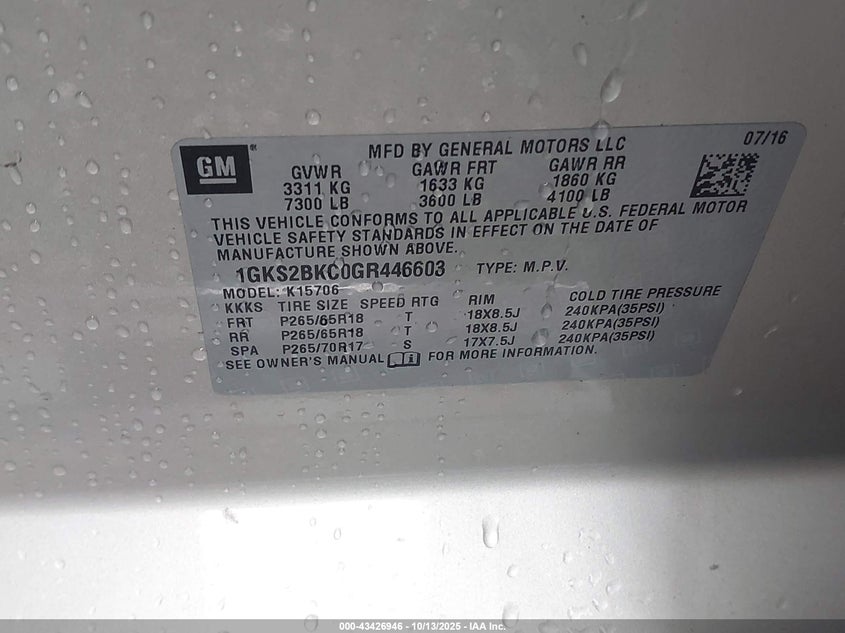 GM®
MFD BY GENERAL MOTORS LLC 07/16
GVWR GAWR FRT GAWR RR
3311 KG 1633 KG 1860 KG
7300 LB 3600 LB 4100 LB
THIS VEHICLE CONFORMS TO ALL APPLICABLE U.S. FEDERAL MOTOR
VEHICLE SAFETY STANDARDS IN EFFECT ON THE DATE OF
MANUFACTURE SHOWN ABOVE.
1GKS2BKC0GR446603 TYPE: M.P.V.
MODEL: K15706
KKKS TIRE SIZE SPEED RTG RIM COLD TIRE PRESSURE
FRT P265/65R18 T 18X8.5J 240KPA(35PSI)
RR P265/65R18 T 18X8.5J 240KPA(35PSI)
SPA P265/70R17 S 17X7.5J 240KPA(35PSI)
SEE OWNER'S MANUAL FOR MORE INFORMATION.
000-43426946 - 10/13/2025 - IAA Inc.